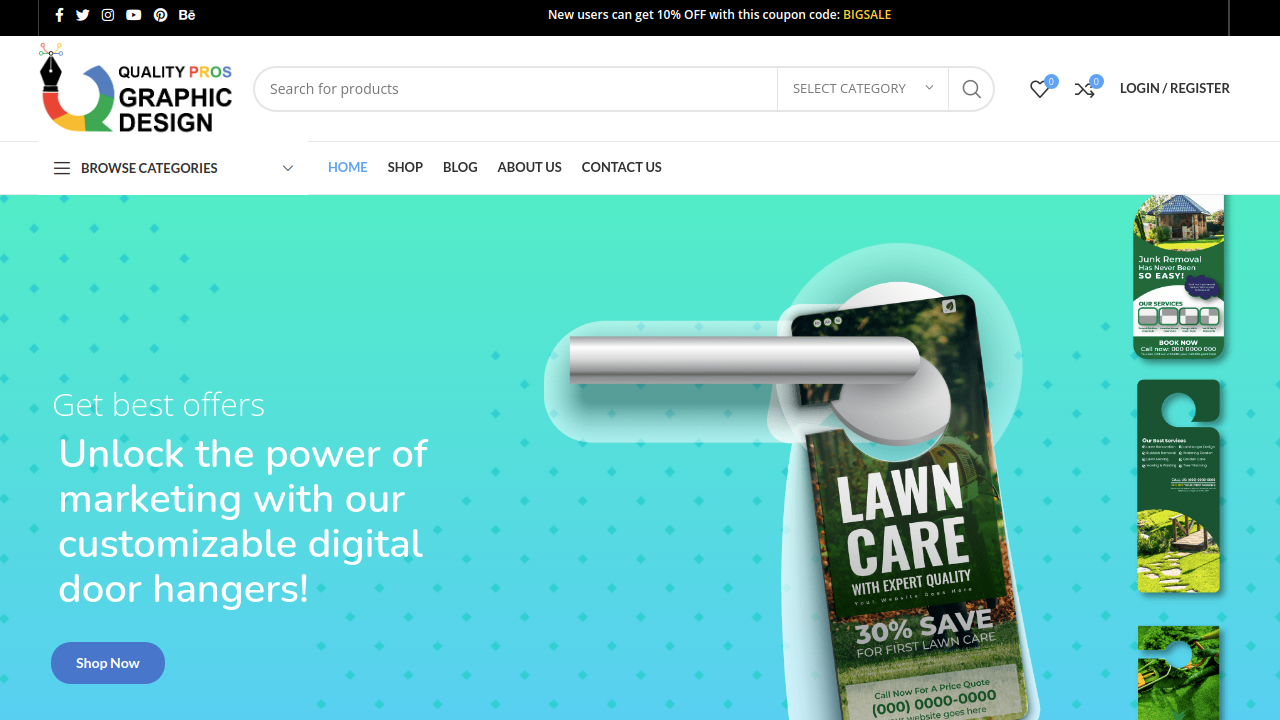 New users can get 10% OFF with this coupon code: BIGSALE
QUALITY PROS
GRAPHIC
DESIGN
Search for products
SELECT CATEGORY
0
0
LOGIN / REGISTER
BROWSE CATEGORIES
HOME
SHOP
BLOG
ABOUT US
CONTACT US
Get best offers
Unlock the power of
marketing with our
customizable digital
door hangers!
Shop Now
LAWN
CARE
WITH EXPERT QUALITY
Your Website Goes Here
30% SAVE
FOR FIRST LAWN CARE
Call Now For A Price Quote
(000) 0000-0000
website goes here
Junk Removal
Has Never Been
SO EASY!
OUR SERVICES
BOOK NOW
Call now: 000 0000 000
Our Best Services